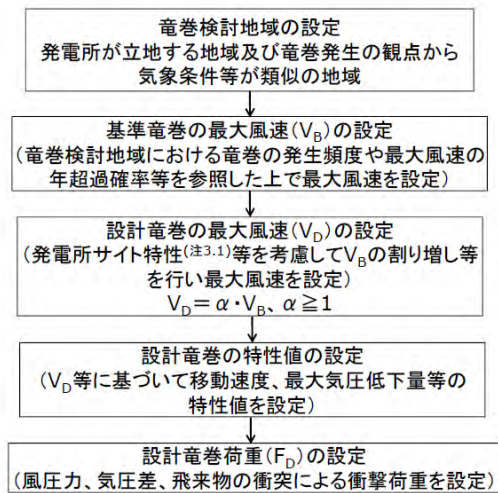 竜巻検討地域の設定
発電所が立地する地域及び竜巻発生の観点から
気象条件等が類似の地域
基準竜巻の最大風速(VB)の設定
(竜巻検討地域における竜巻の発生頻度や最大風速の
年超過確率等を参照した上で最大風速を設定)
設計竜巻の最大風速(VD)の設定
(発電所サイト特性(注3.1)等を考慮してVBの割り増し等
を行い最大風速を設定)
VD=α・VB、α≧1
設計竜巻の特性値の設定
(VD等に基づいて移動速度、最大気圧低下量等の
特性値を設定)
設計竜巻荷重(FD)の設定
(風圧力、気圧差、飛来物の衝突による衝撃荷重を設定)